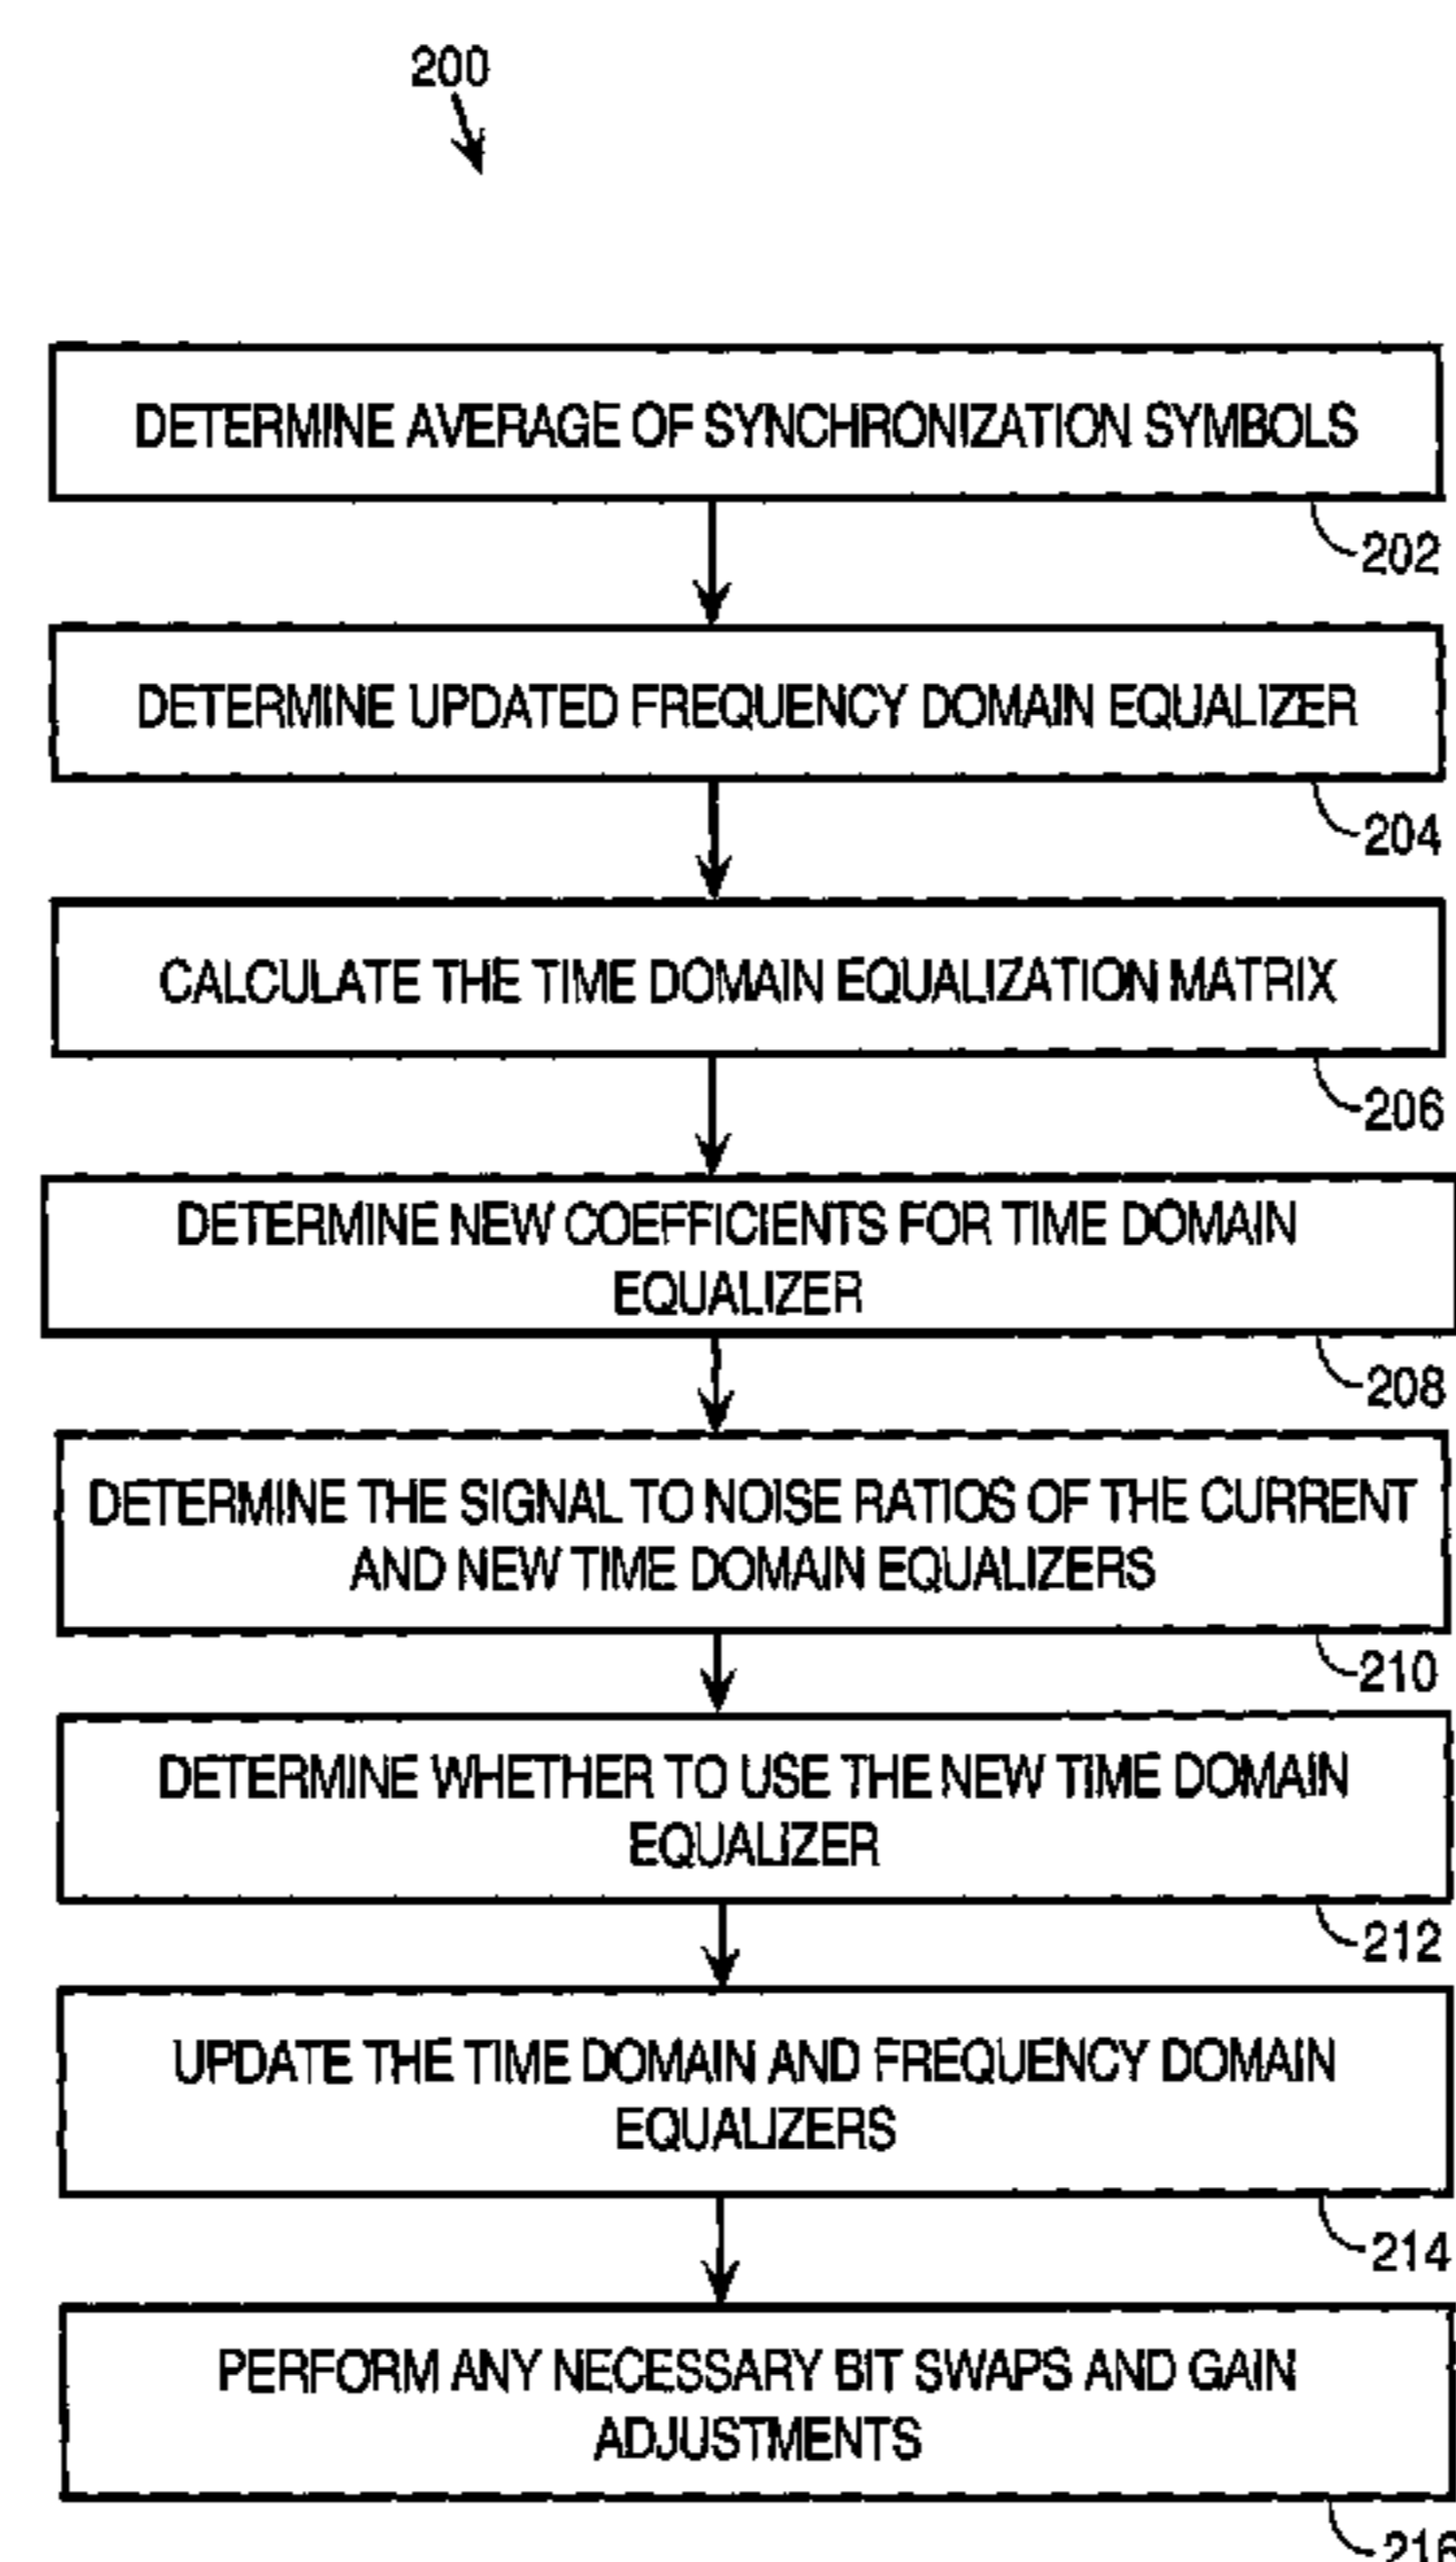 200
DETERMINE AVERAGE OF SYNCHRONIZATION SYMBOLS
202
DETERMINE UPDATED FREQUENCY DOMAIN EQUALIZER
204
CALCULATE THE TIME DOMAIN EQUALIZATION MATRIX
206
DETERMINE NEW COEFFICIENTS FOR TIME DOMAIN
EQUALIZER
208
DETERMINE THE SIGNAL TO NOISE RATIOS OF THE CURRENT
AND NEW TIME DOMAIN EQUALIZERS
210
DETERMINE WHETHER TO USE THE NEW TIME DOMAIN
EQUALIZER
212
UPDATE THE TIME DOMAIN AND FREQUENCY DOMAIN
EQUALIZERS
214
PERFORM ANY NECESSARY BIT SWAPS AND GAIN
ADJUSTMENTS
216